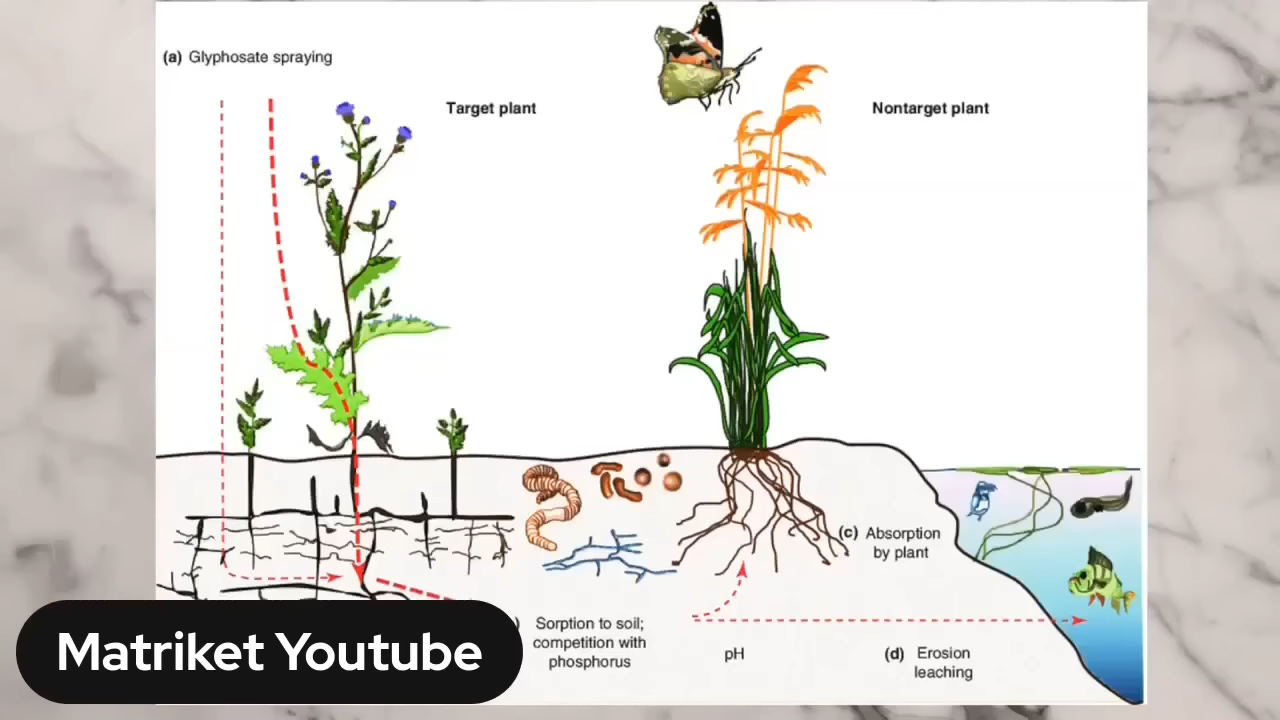 (a) Glyphosate spraying
Target plant
Nontarget plant
(c) Absorption
by plant
) Sorption to soil;
competition with
phosphorus
pH
(d) Erosion
leaching
Matriket Youtube